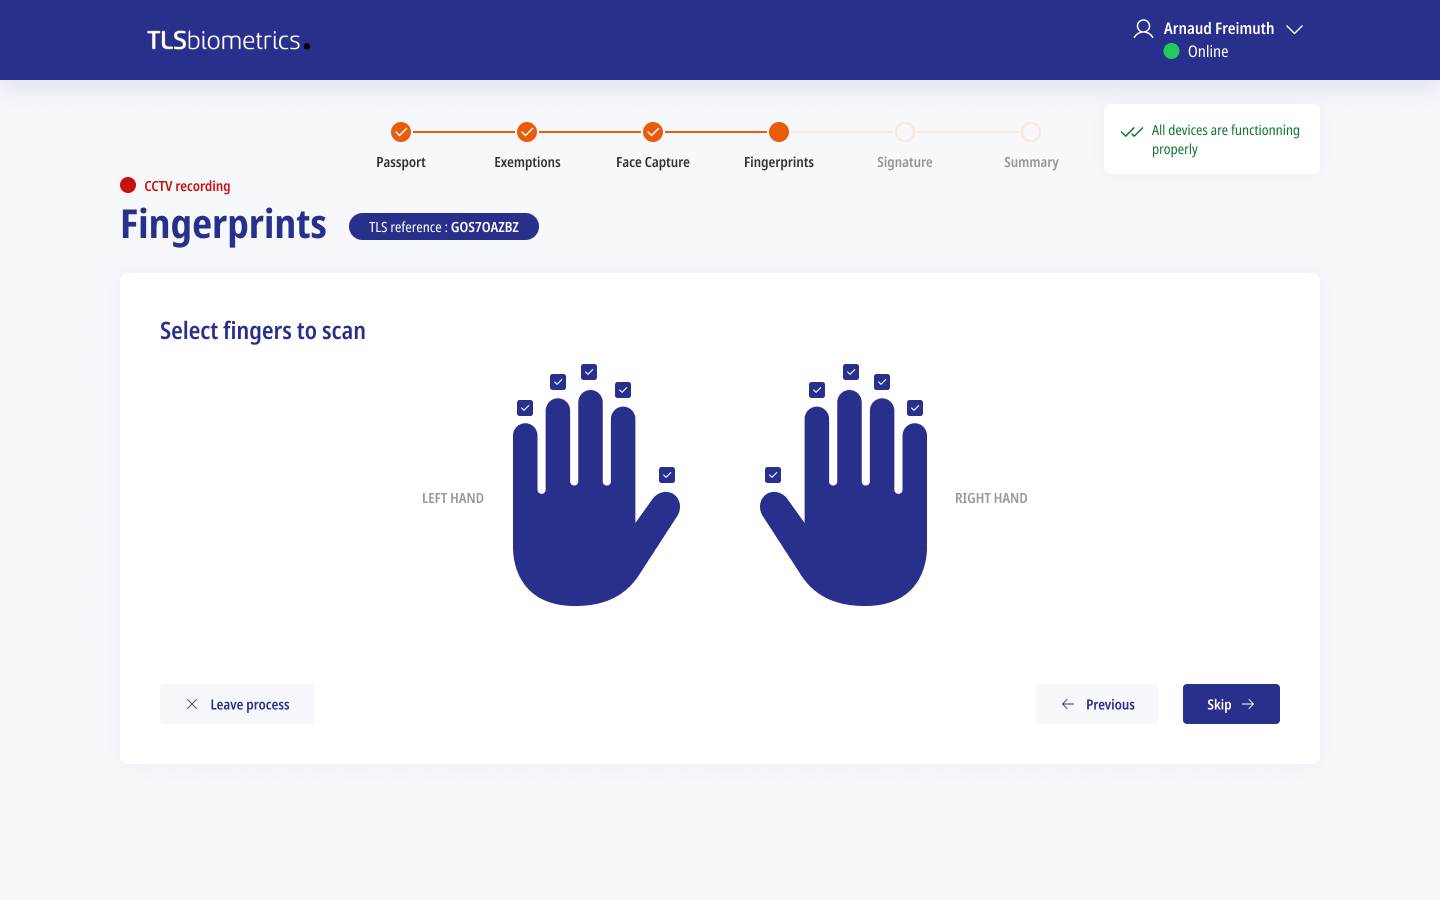 TLSbiometrics.
Arnaud Freimuth
Online
Passport
Exemptions
Face Capture
Fingerprints
Signature
Summary
All devices are functionning
properly
CCTV recording
Fingerprints
TLS reference : GOS7OAZBZ
Select fingers to scan
LEFT HAND
RIGHT HAND
Leave process
Previous
Skip